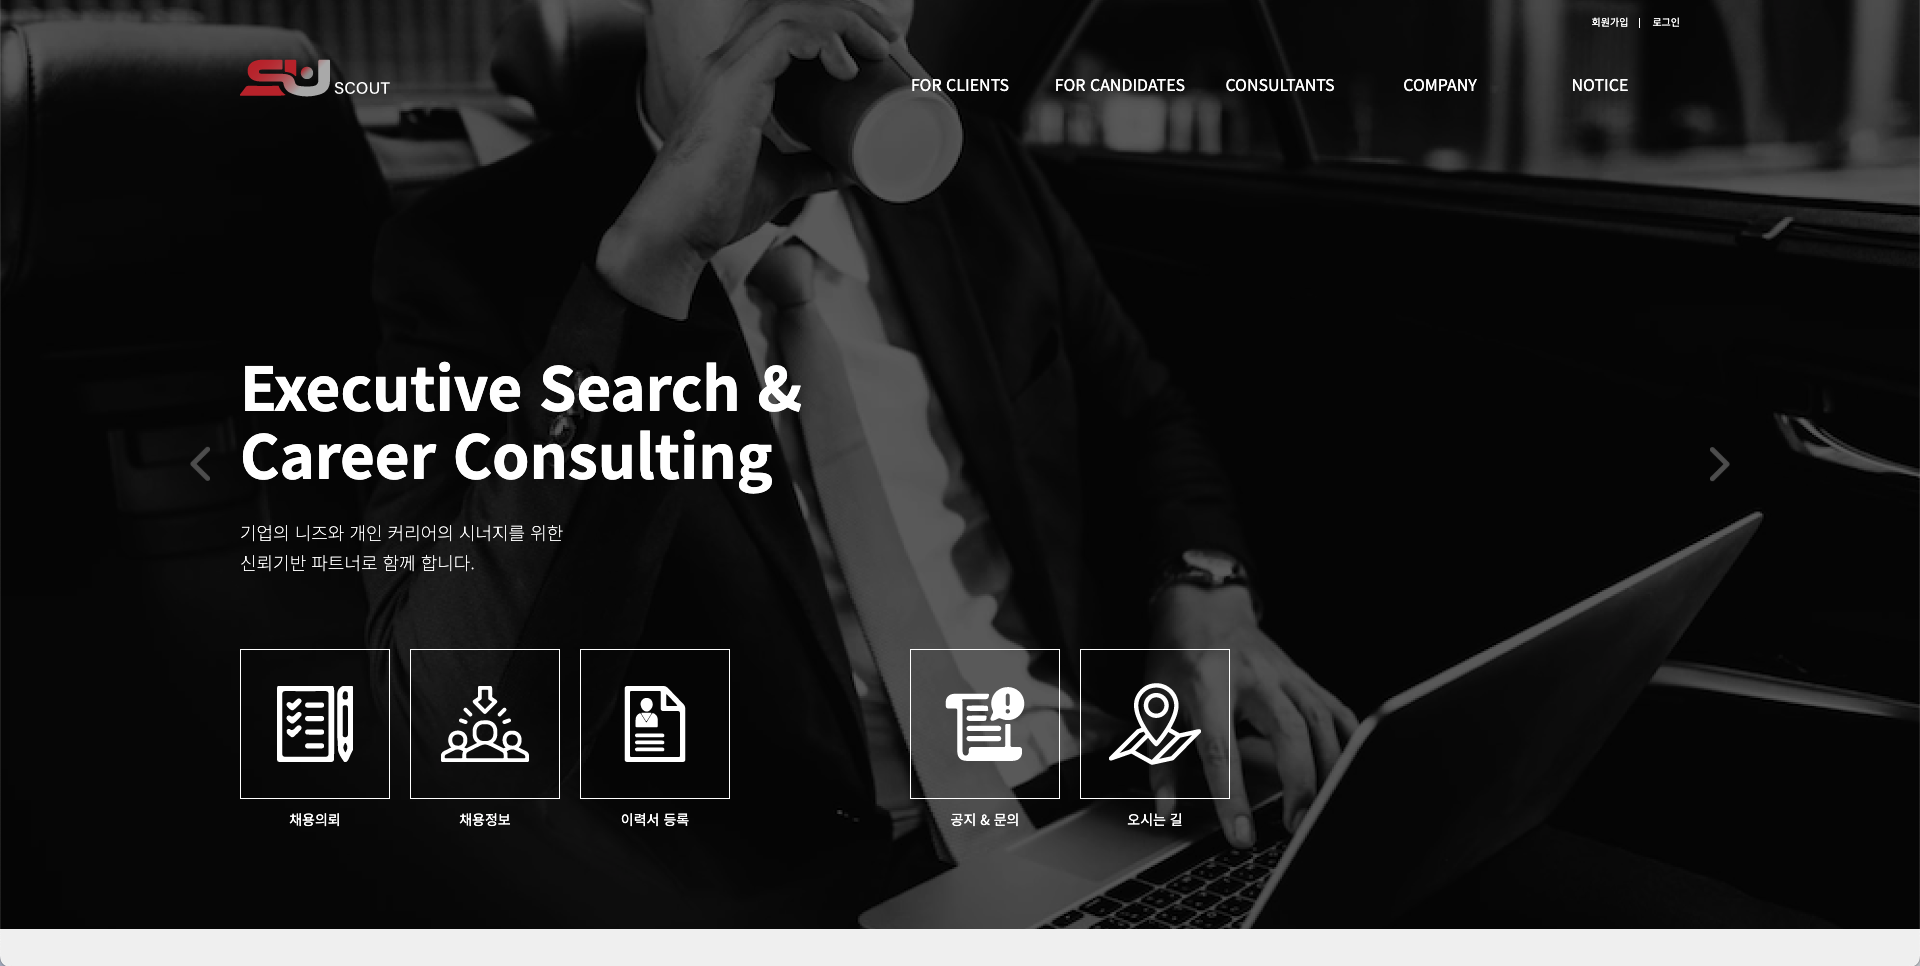 회원가입 | 로그인
SU SCOUT
FOR CLIENTS FOR CANDIDATES CONSULTANTS COMPANY NOTICE
Executive Search &
Career Consulting
기업의 니즈와 개인 커리어의 시너지를 위한
신뢰기반 파트너로 함께 합니다.
채용의뢰 채용정보 이력서 등록 공지 & 문의 오시는 길